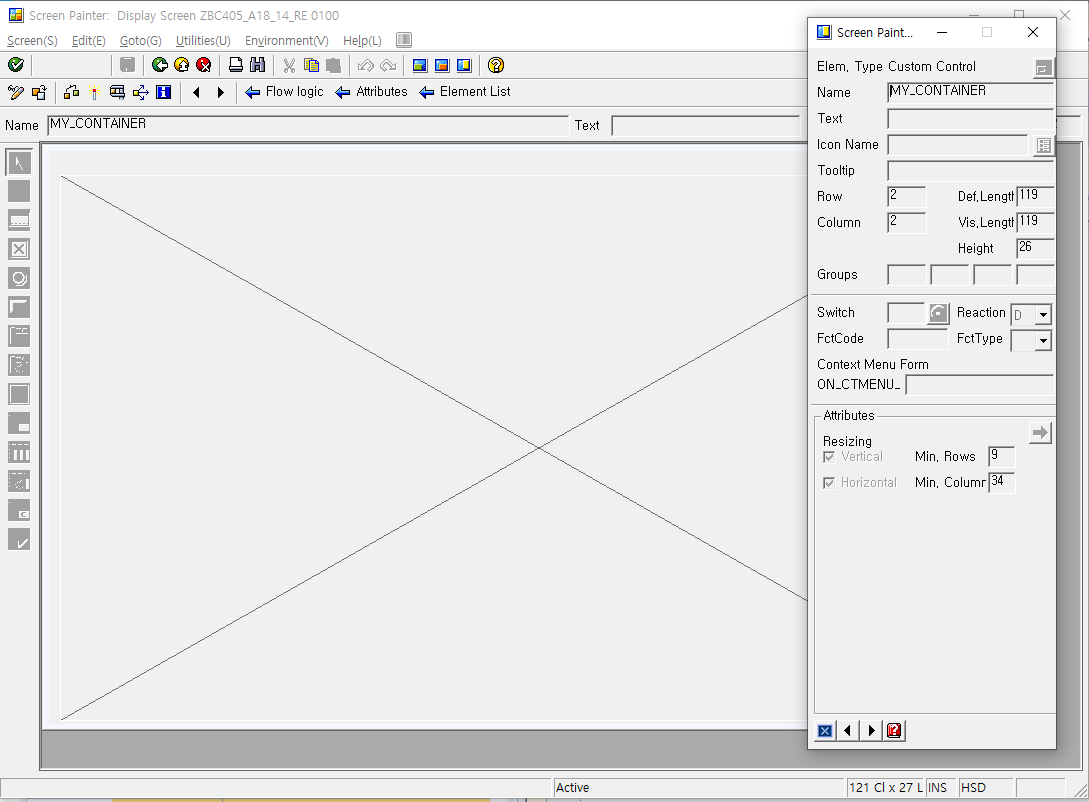 Screen Painter:  Display Screen ZBC405_A18_14_RE 0100
Screen(S) Edit(E) Goto(G) Utilities(U) Environment(V) Help(L)
Flow logic Attributes Element List
Name MY_CONTAINER Text
Screen Paint...
Elem. Type Custom Control
Name MY_CONTAINER
Text
Icon Name
Tooltip
Row 2 Def.Length 119
Column 2 Vis.Length 119
Height 26
Groups
Switch Reaction D
FctCode FctType
Context Menu Form
ON_CTMENU_
Attributes
Resizing
Vertical Min. Rows 9
Horizontal Min. Columr 34
Active 121 Cl x 27 L INS HSD